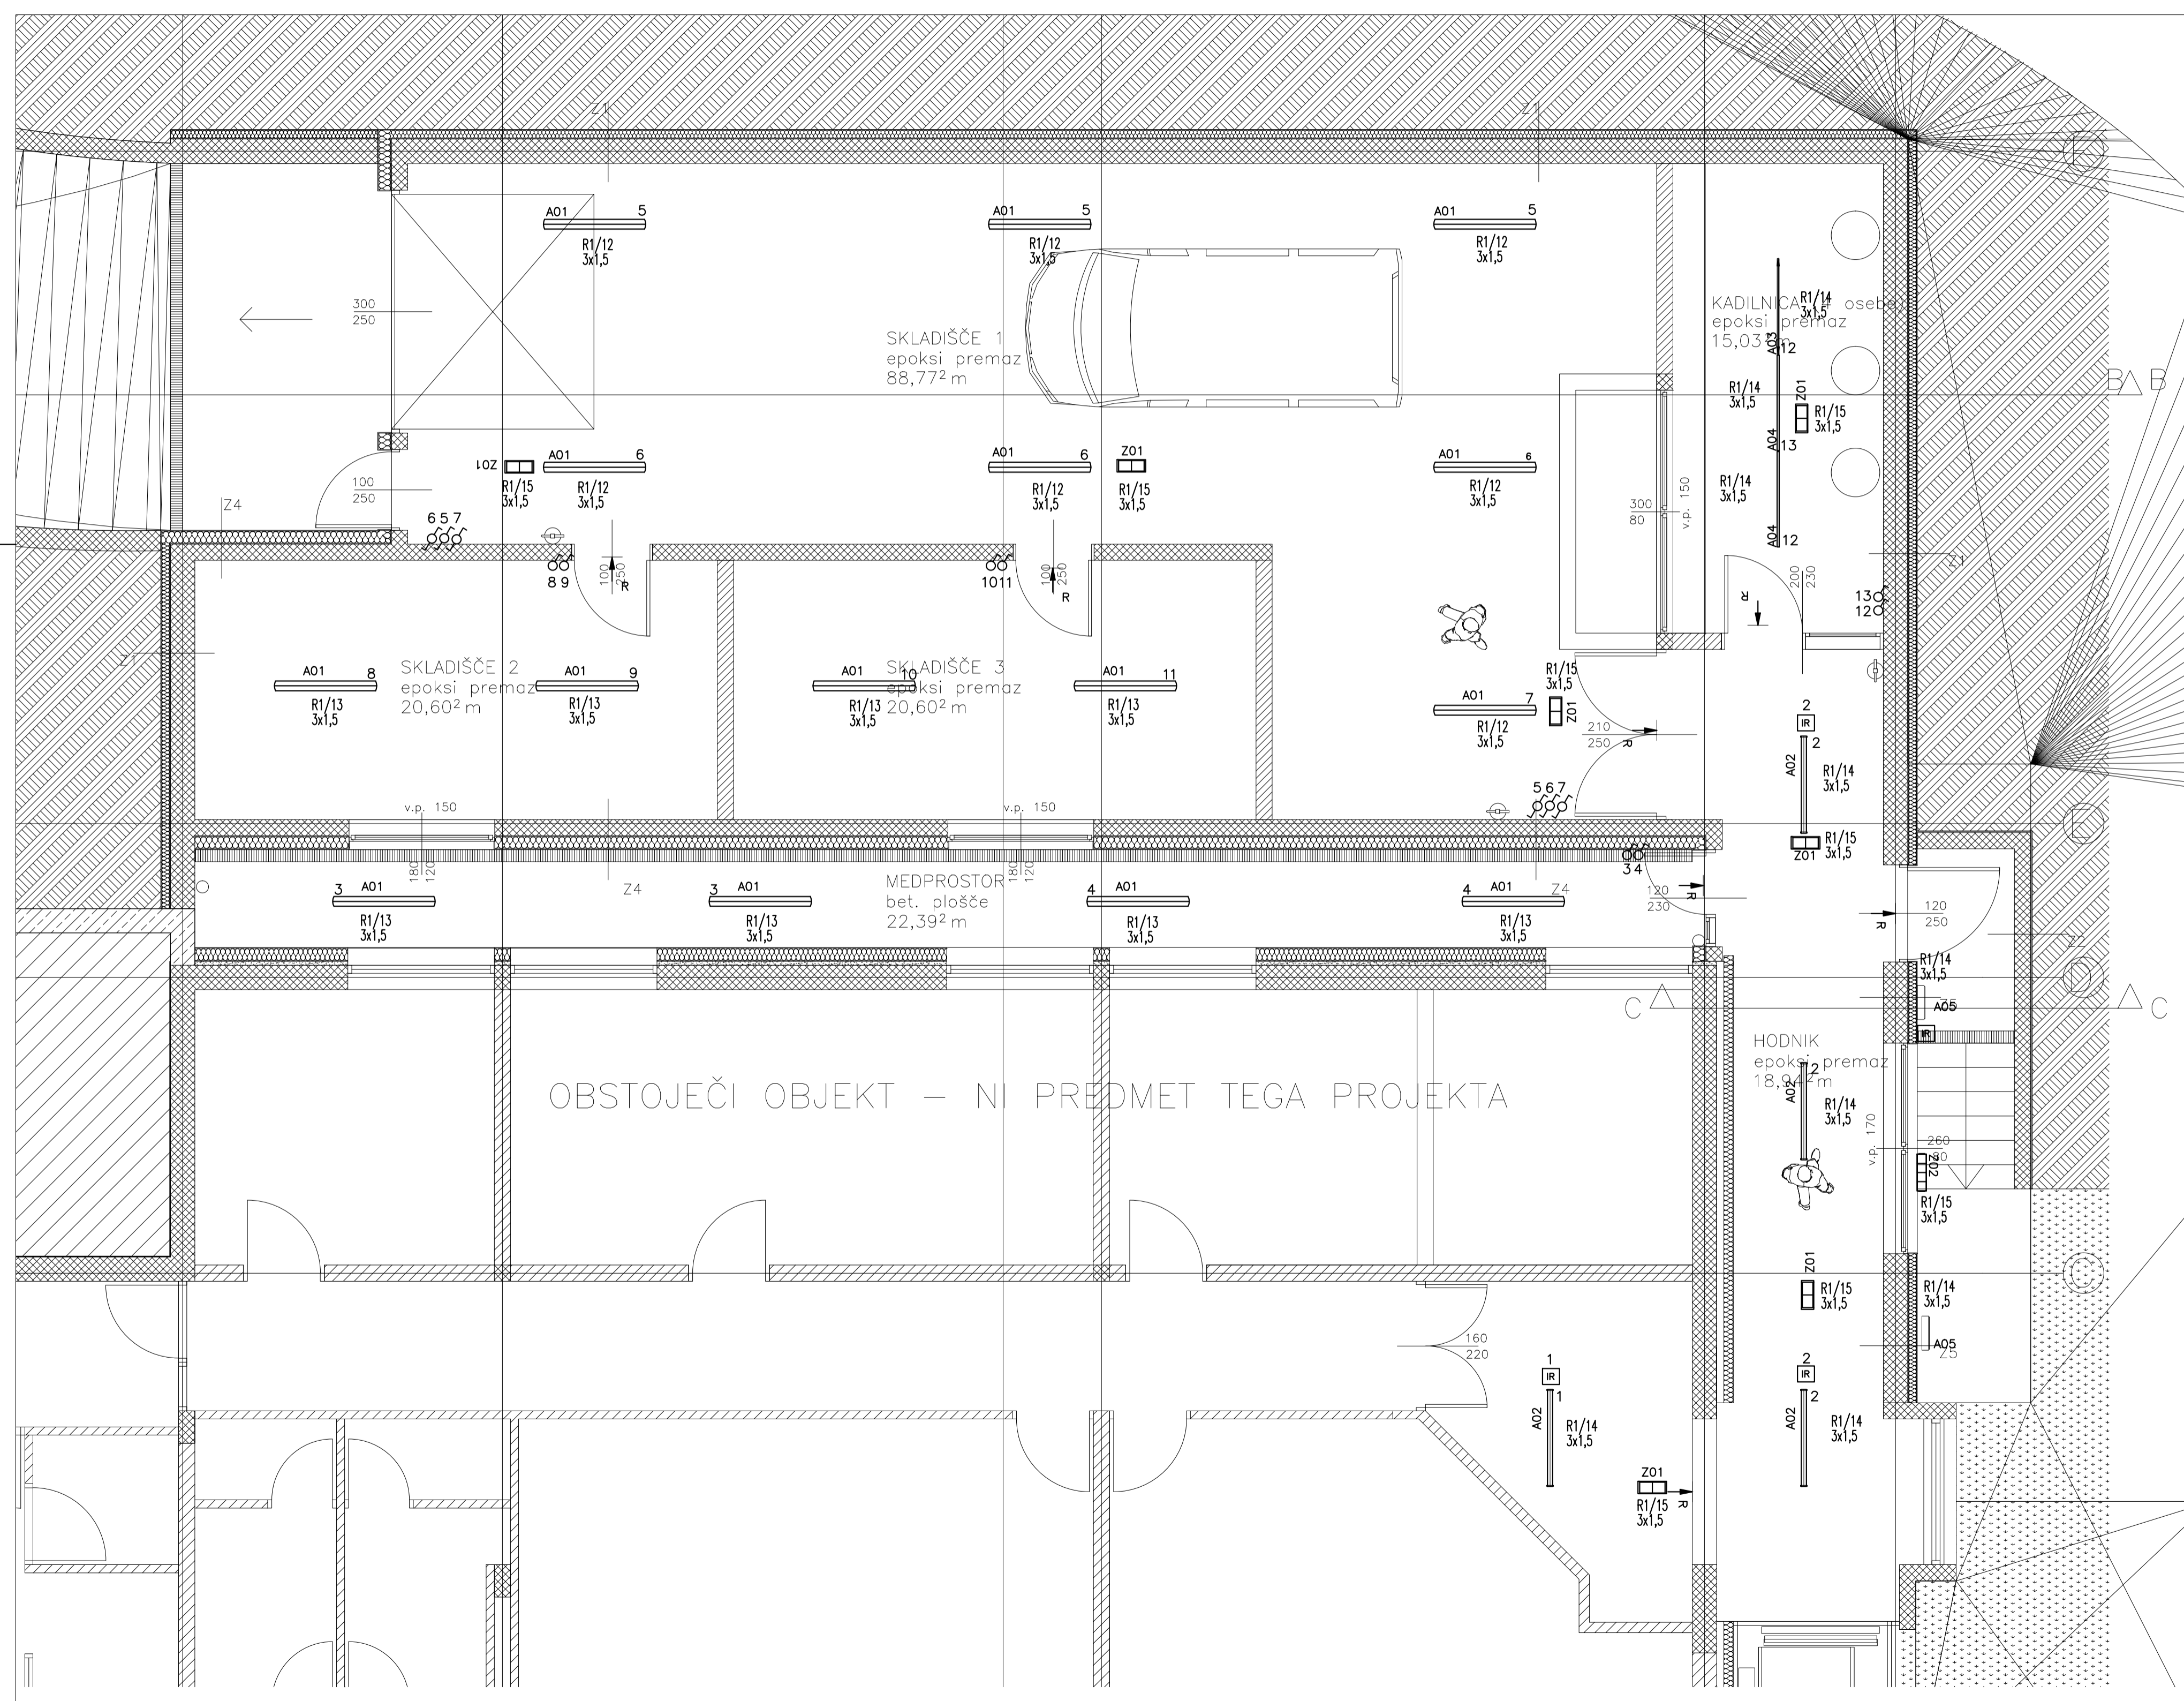 Z1
Z1
A01
5
R1/12
3x1,5
A01
5
R1/12
3x1,5
A01
5
R1/12
3x1,5
300
250
SKLADIŠČE 1
epoksi premaz
88,77² m
KADILNICA
epoksi premaz
15,03² m
R1/14
3x1,5
A03
12
R1/14
3x1,5
Z01
R1/15
3x1,5
A04
13
R1/14
3x1,5
A04
12
B
B
Z01
R1/15
3x1,5
A01
6
R1/12
3x1,5
A01
6
R1/12
3x1,5
Z01
R1/15
3x1,5
A01
6
R1/12
3x1,5
100
250
Z4
6 5 7
300
80
v.p. 150
8 9
100
250
R
10 11
100
250
R
200
230
R
13
12
Z1
Z1
SKLADIŠČE 2
epoksi premaz
20,60² m
A01
8
R1/13
3x1,5
A01
9
R1/13
3x1,5
SKLADIŠČE 3
epoksi premaz
20,60² m
A01
10
R1/13
3x1,5
A01
11
R1/13
3x1,5
A01
7
R1/12
3x1,5
R1/15
3x1,5
Z01
210
250
R
2
IR
2
A02
R1/14
3x1,5
Z01
R1/15
3x1,5
5 6 7
v.p. 150
v.p. 150
180
120
180
120
Z4
Z4
MEDPROSTOR
bet. plošče
22,39² m
3
A01
R1/13
3x1,5
3
A01
R1/13
3x1,5
4
A01
R1/13
3x1,5
4
A01
R1/13
3x1,5
3 4
120
230
R
120
250
R
Z2
D
R1/14
3x1,5
A05
IR
C
C
HODNIK
epoksi premaz
18,94² m
2
A02
R1/14
3x1,5
OBSTOJEČI OBJEKT – NI PREDMET TEGA PROJEKTA
v.p. 170
260
Z02
R1/15
3x1,5
Z01
R1/15
3x1,5
C
R1/14
3x1,5
A05
Z5
160
220
1
IR
1
A02
R1/14
3x1,5
2
IR
2
A02
R1/14
3x1,5
Z01
R1/15
3x1,5
R